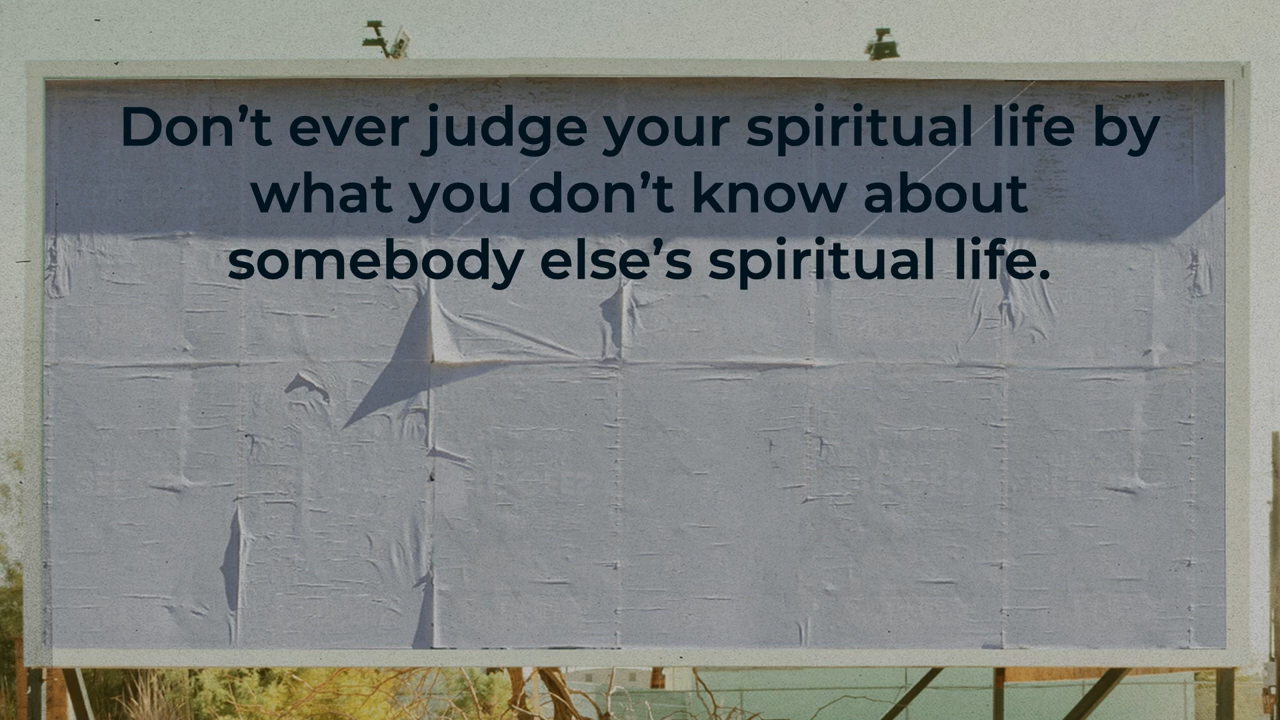 Don’t ever judge your spiritual life by
what you don’t know about
somebody else’s spiritual life.